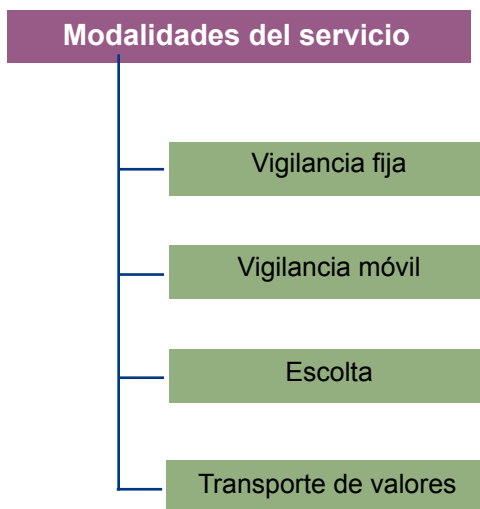 Modalidades del servicio
Vigilancia fija
Vigilancia móvil
Escolta
Transporte de valores